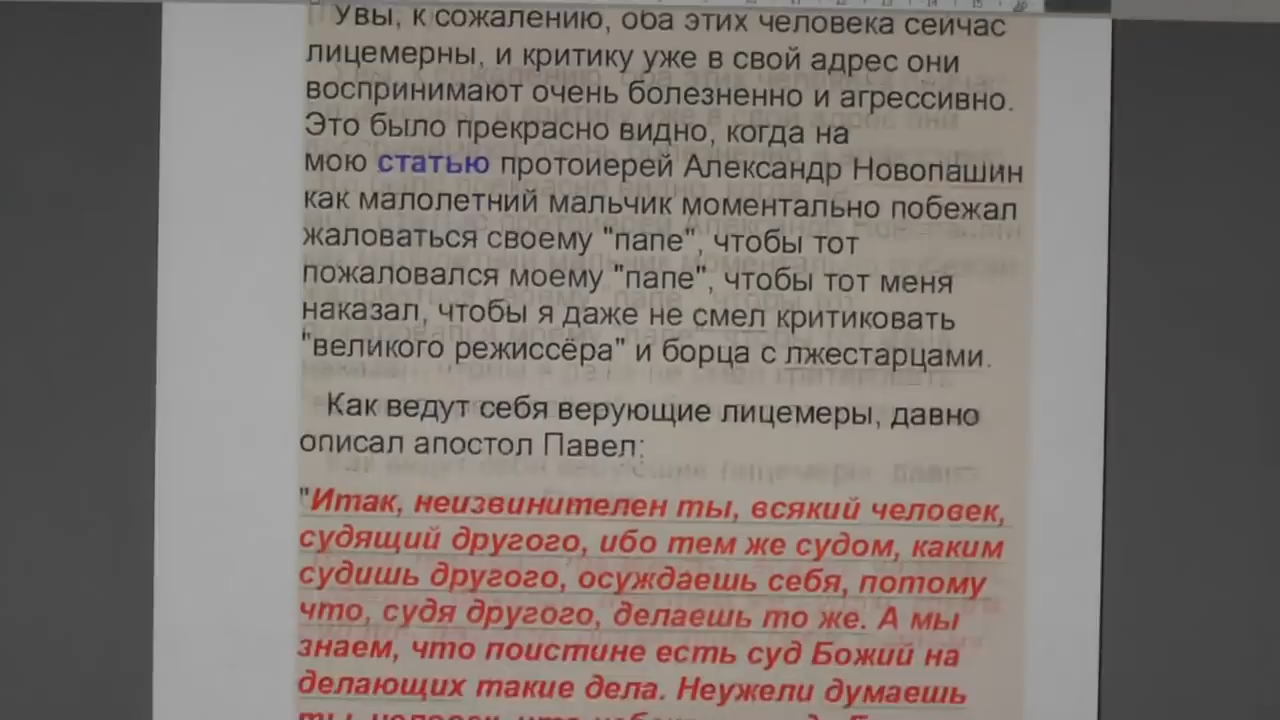 Увы, к сожалению, оба этих человека сейчас
лицемерны, и критику уже в свой адрес они
воспринимают очень болезненно и агрессивно.
Это было прекрасно видно, когда на
мою статью протоиерей Александр Новопашин
как малолетний мальчик моментально побежал
жаловаться своему "папе", чтобы тот
пожаловался моему "папе", чтобы тот меня
наказал, чтобы я даже не смел критиковать
"великого режиссёра" и борца с лжестарцами.
Как ведут себя верующие лицемеры, давно
описал апостол Павел:
"Итак, неизвинителен ты, всякий человек,
судящий другого, ибо тем же судом, каким
судишь другого, осуждаешь себя, потому
что, судя другого, делаешь то же. А мы
знаем, что поистине есть суд Божий на
делающих такие дела. Неужели думаешь